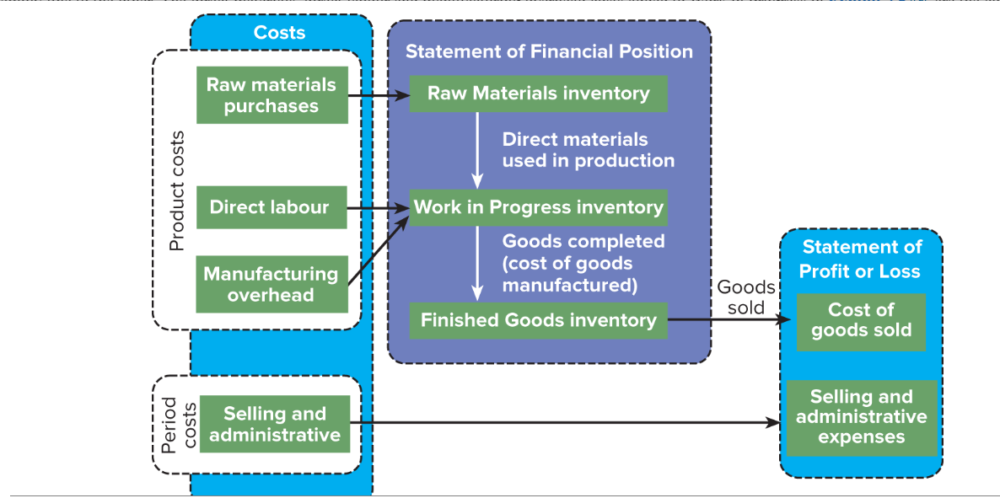 Costs
Product costs
Raw materials
purchases
Direct labour
Manufacturing
overhead
Period
costs
Selling and
administrative
Statement of Financial Position
Raw Materials inventory
Direct materials
used in production
Work in Progress inventory
Goods completed
(cost of goods
manufactured)
Finished Goods inventory
Goods
sold
Statement of
Profit or Loss
Cost of
goods sold
Selling and
administrative
expenses